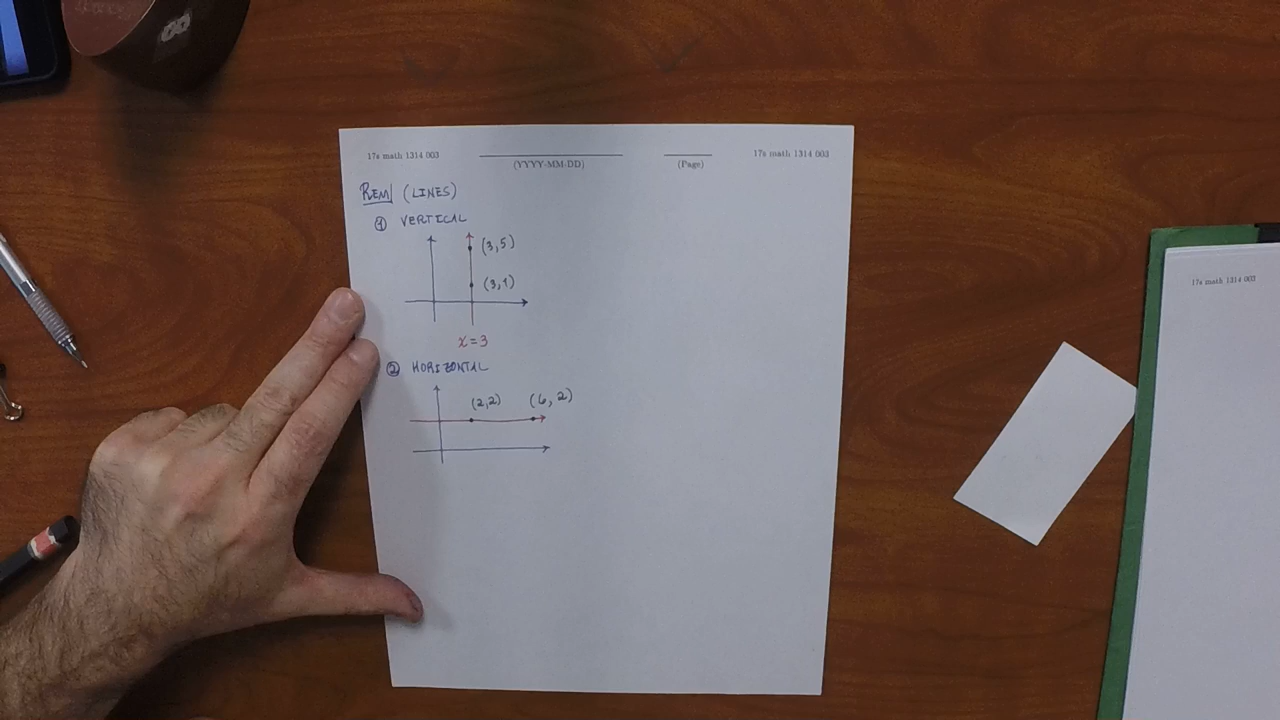 17s math 1314 003 (YYYY-MM-DD) (Page) 17s math 1314 003
REM (LINES)
① VERTICAL
(3,5)
(3,1)
x=3
② HORIZONTAL
(2,2) (6,2)
17s math 1314 003